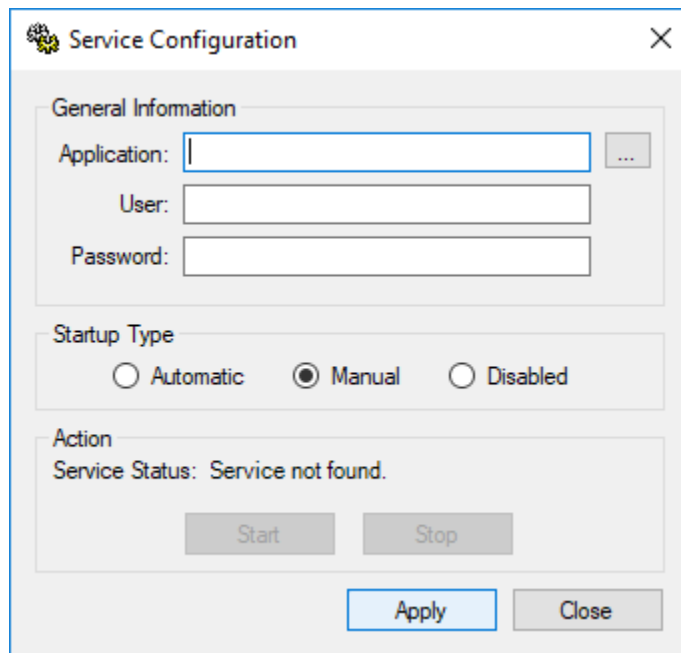 Service Configuration
General Information
Application:
...
User:
Password:
Startup Type
Automatic Manual Disabled
Action
Service Status: Service not found.
Start Stop
Apply Close